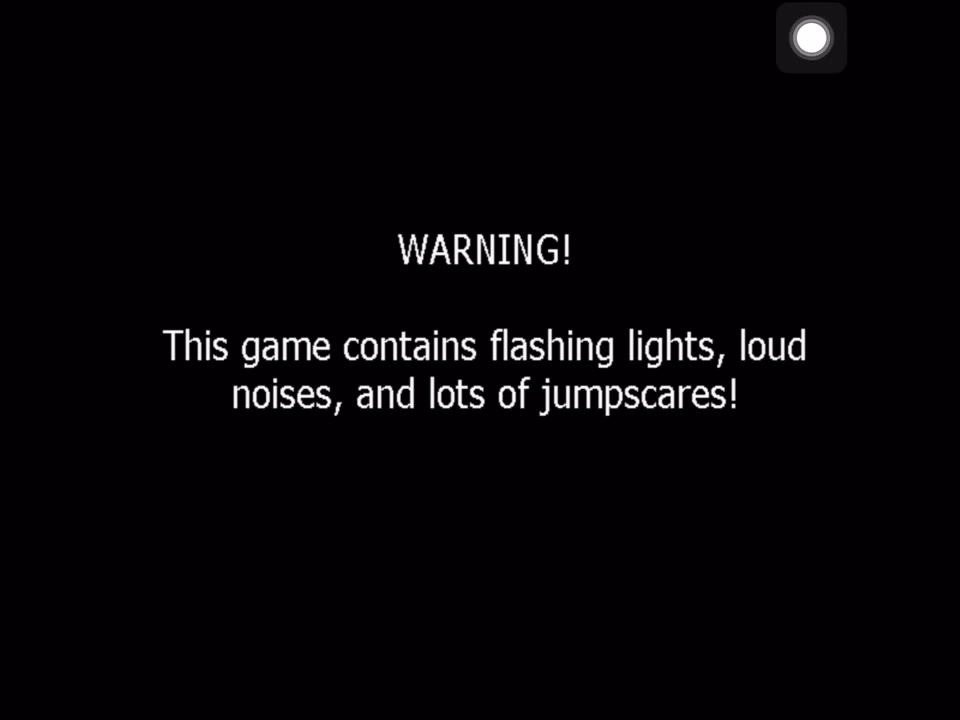 WARNING!
This game contains flashing lights, loud
noises, and lots of jumpscares!